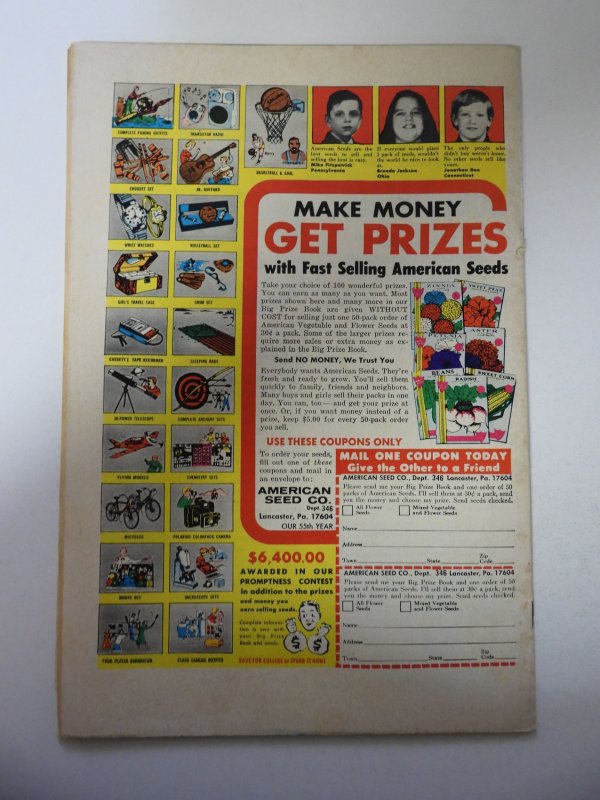 COMPLETE FISHING OUTFITS
TRANSISTOR RADIO
CROQUET SET
JR. GUITARS
WRIST WATCHES
VOLLEYBALL SET
GIRL'S TRAVEL CASE
SWIM SET
CASSETTE TAPE RECORDER
SLEEPING BAGS
30-POWER TELESCOPE
COMPLETE ARCHERY SETS
FLYING MODELS
CHEMISTRY SETS
BICYCLES
POLAROID COLORPACK CAMERA
MAGIC SET
MICROSCOPE SETS
FOUR PLAYER BADMINTON
FLASH CAMERA OUTFITS
BASKETBALL & GOAL
American Seeds are the
best seeds to sell and
selling the best is easy.
Mike Fitzpatrick
Pennsylvania
If everyone would plant
2 pack of seeds, wouldn't
the world be nice to look
at.
Brenda Jackson
Ohio
The only people who
didn't buy weren't home.
No other seeds sell like
yours.
Jonathan Dee
Connecticut
MAKE MONEY
GET PRIZES
with Fast Selling American Seeds
Take your choice of 100 wonderful prizes.
You can earn as many as you want. Most
prizes shown here and many more in our
Big Prize Book are given WITHOUT
COST for selling just one 50-pack order of
American Vegetable and Flower Seeds at
30¢ a pack. Some of the larger prizes re-
quire more sales or extra money as ex-
plained in the Big Prize Book.
Send NO MONEY, We Trust You
Everybody wants American Seeds. They're
fresh and ready to grow. You'll sell them
quickly to family, friends and neighbors.
Many boys and girls sell their packs in one
day. You can, too — and get your prize at
once. Or, if you want money instead of a
prize, keep $5.00 for every 50-pack order
you sell.
ZINNIA
SWEET PEAS
ASTER
BEANS
RADISH
SWEET CORN
USE THESE COUPONS ONLY
To order your seeds,
fill out one of these
coupons and mail in
an envelope to:
AMERICAN
SEED CO.
Dept. 346
Lancaster, Pa. 17604
OUR 55th YEAR
$6,400.00
AWARDED IN OUR
PROMPTNESS CONTEST
in addition to the prizes
and money you
earn selling seeds.
Complete informa-
tion is sent with
your Big Prize
Book and seeds.
SAVE FOR COLLEGE or SPEND IT NOW!
MAIL ONE COUPON TODAY
Give the Other to a Friend
AMERICAN SEED CO., Dept. 346 Lancaster, Pa. 17604
Please send me your Big Prize Book and one order of 50
packs of American Seeds. I'll sell them at 30¢ a pack, send
you the money and choose my prize. Send seeds checked.
All Flower Seeds
Mixed Vegetable and Flower Seeds
Name
Address
Town State Zip Code
AMERICAN SEED CO., Dept. 346 Lancaster, Pa. 17604
Please send me your Big Prize Book and one order of 50
packs of American Seeds. I'll sell them at 30¢ a pack, send
you the money and choose my prize. Send seeds checked.
All Flower Seeds
Mixed Vegetable and Flower Seeds
Name
Address
Town State Zip Code